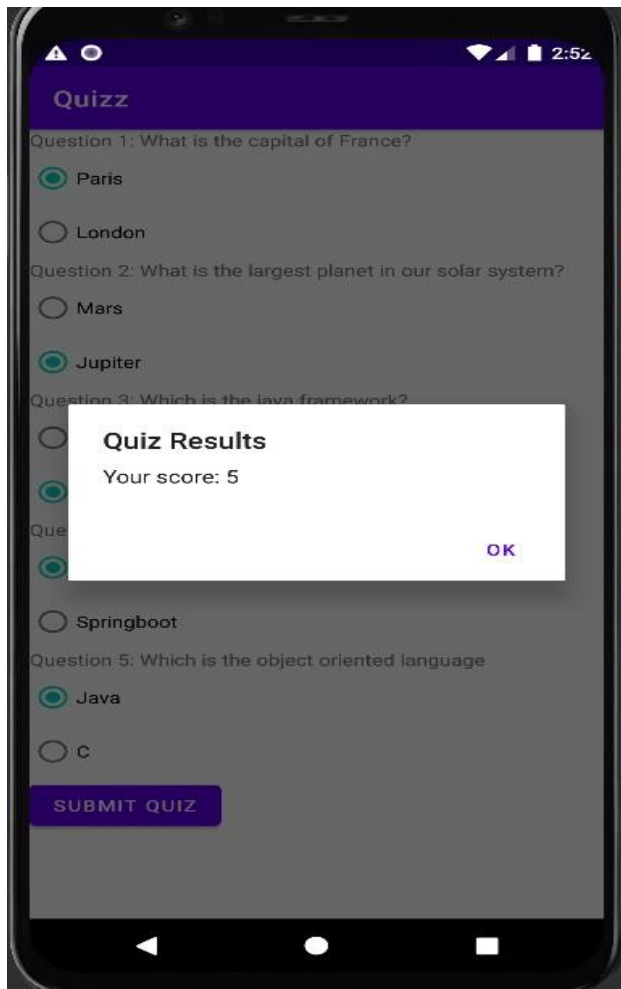 2:52
Quizz
Question 1: What is the capital of France?
Paris
London
Question 2: What is the largest planet in our solar system?
Mars
Jupiter
Question 3: Which is the java framework?
Quiz Results
Your score: 5
Que
OK
Springboot
Question 5: Which is the object oriented language
Java
C
SUBMIT QUIZ